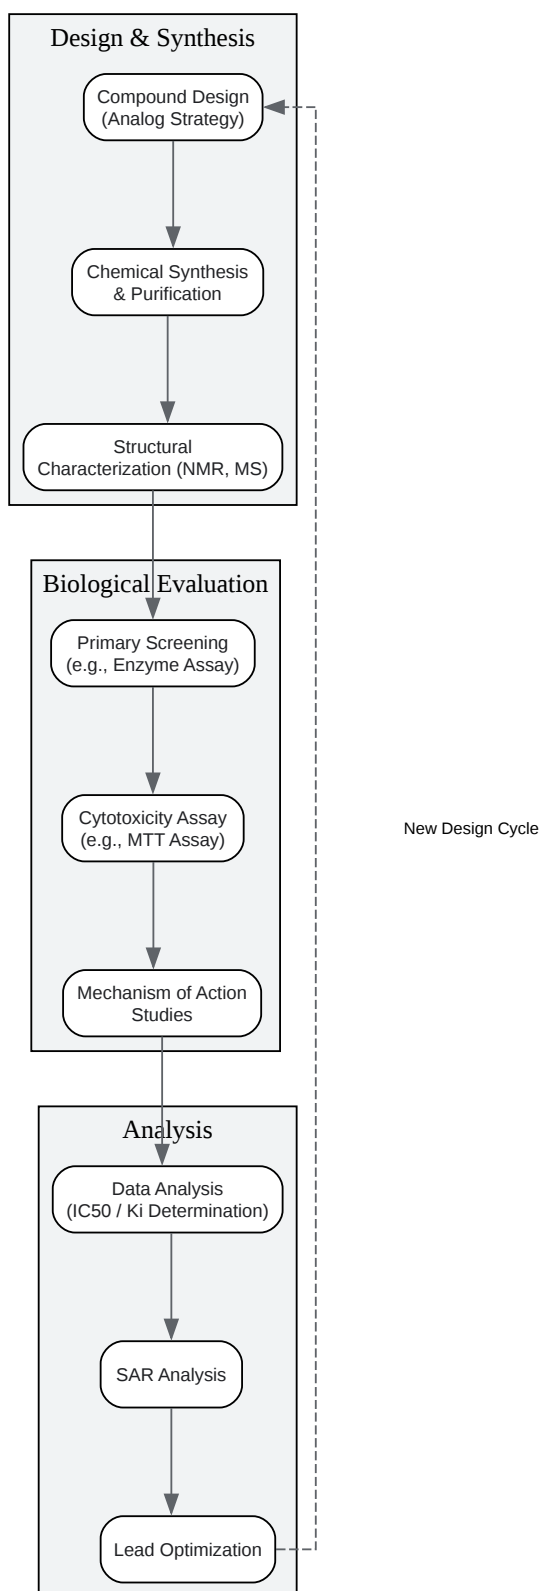 Design & Synthesis
Compound Design
(Analog Strategy)
Chemical Synthesis
& Purification
Structural
Characterization (NMR, MS)
Biological Evaluation
Primary Screening
(e.g., Enzyme Assay)
Cytotoxicity Assay
(e.g., MTT Assay)
New Design Cycle
Mechanism of Action
Studies
Analysis
Data Analysis
(IC50 / Ki Determination)
SAR Analysis
Lead Optimization